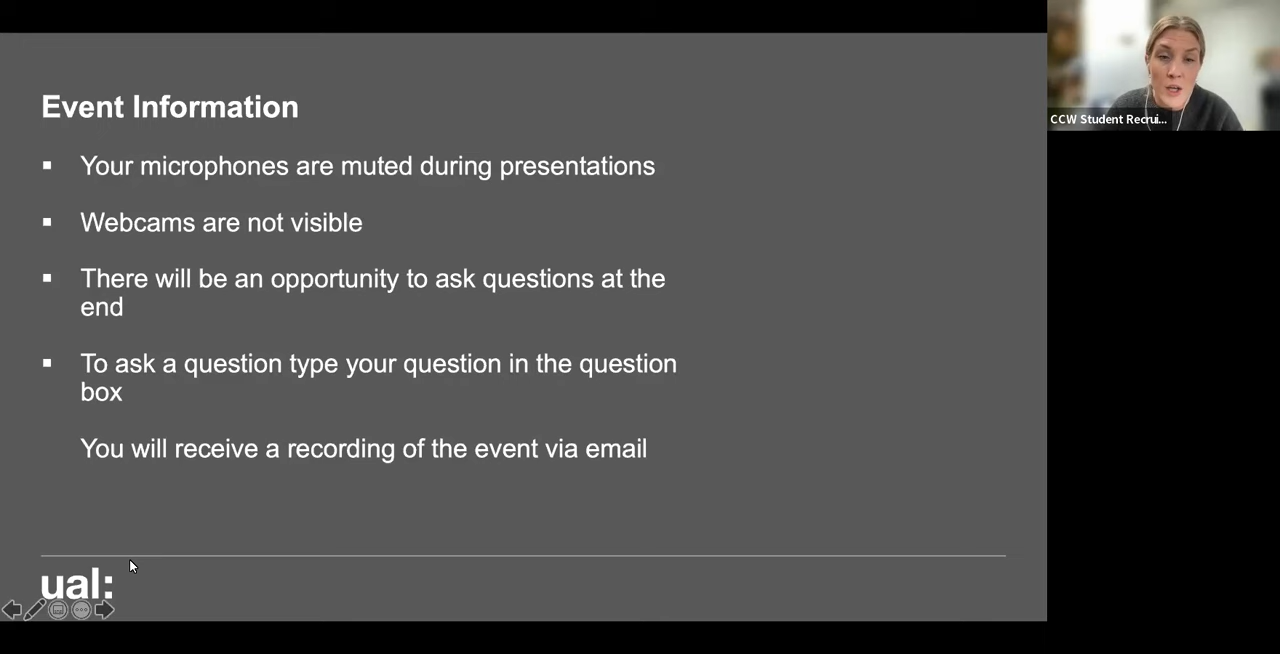 Event Information
Your microphones are muted during presentations
Webcams are not visible
There will be an opportunity to ask questions at the
end
To ask a question type your question in the question
box
You will receive a recording of the event via email
ual:
CCW Student Recrui...